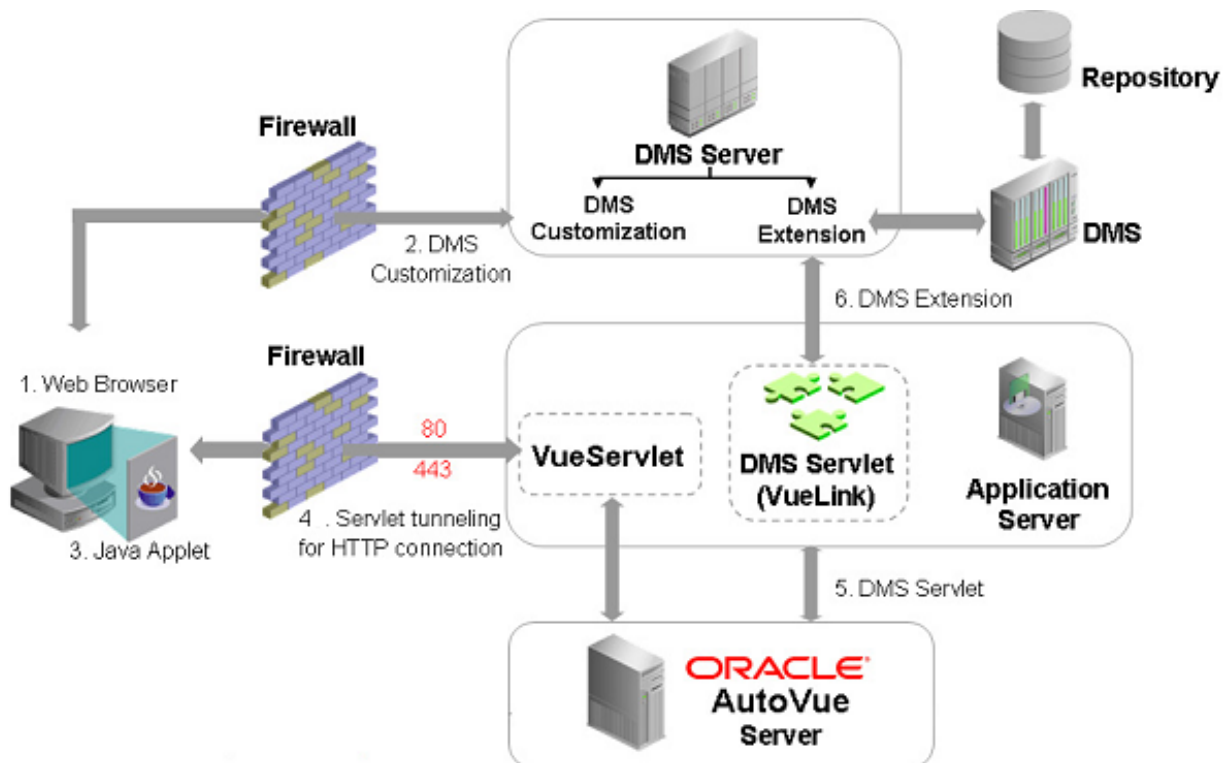 Repository
Firewall
DMS Server
DMS
Customization
DMS
Extension
DMS
2. DMS
Customization
6. DMS Extension
Firewall
1. Web Browser
80
443
VueServlet
DMS Servlet
(VueLink)
Application
Server
4 . Servlet tunneling
for HTTP connection
3. Java Applet
5. DMS Servlet
ORACLE®
AutoVue
Server